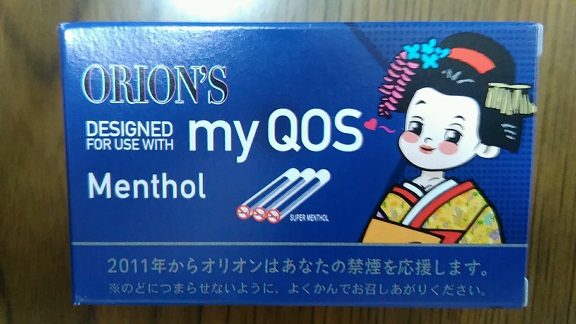 ORION'S
DESIGNED
FOR USE WITH
my QOS
Menthol
SUPER MENTHOL
2011年からオリオンはあなたの禁煙を応援します。
※のどにつまらせないように、よくかんでお召しあがりください。